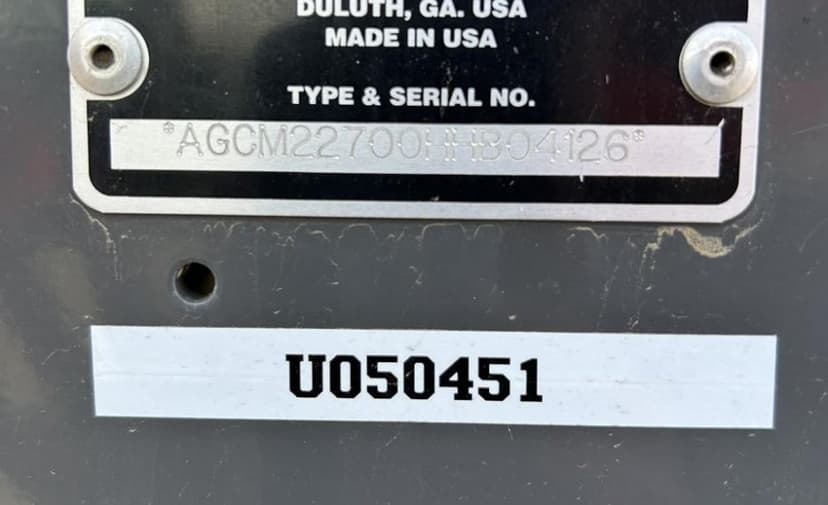 DULUTH, GA. USA
MADE IN USA
TYPE & SERIAL NO.
*AGCM22700HHB04126*
U050451